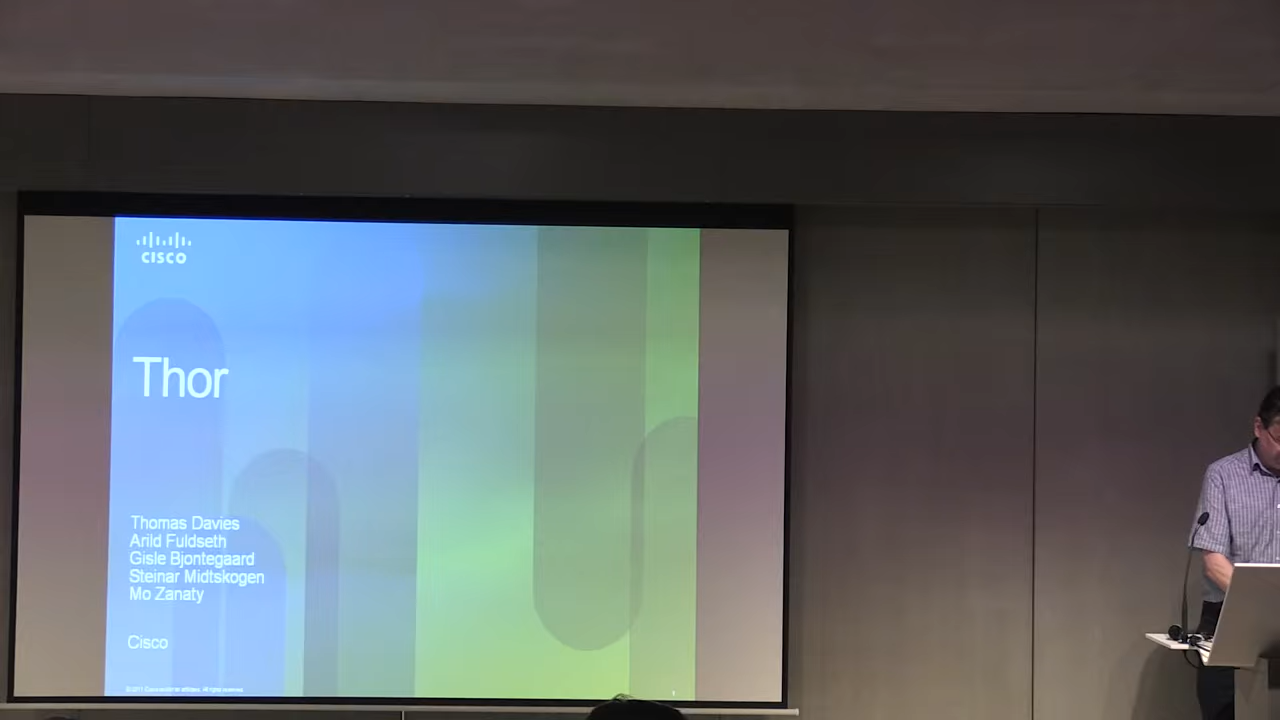 CISCO
Thor
Thomas Davies
Arild Fuldseth
Gisle Bjontegaard
Steinar Midtskogen
Mo Zanaty
Cisco